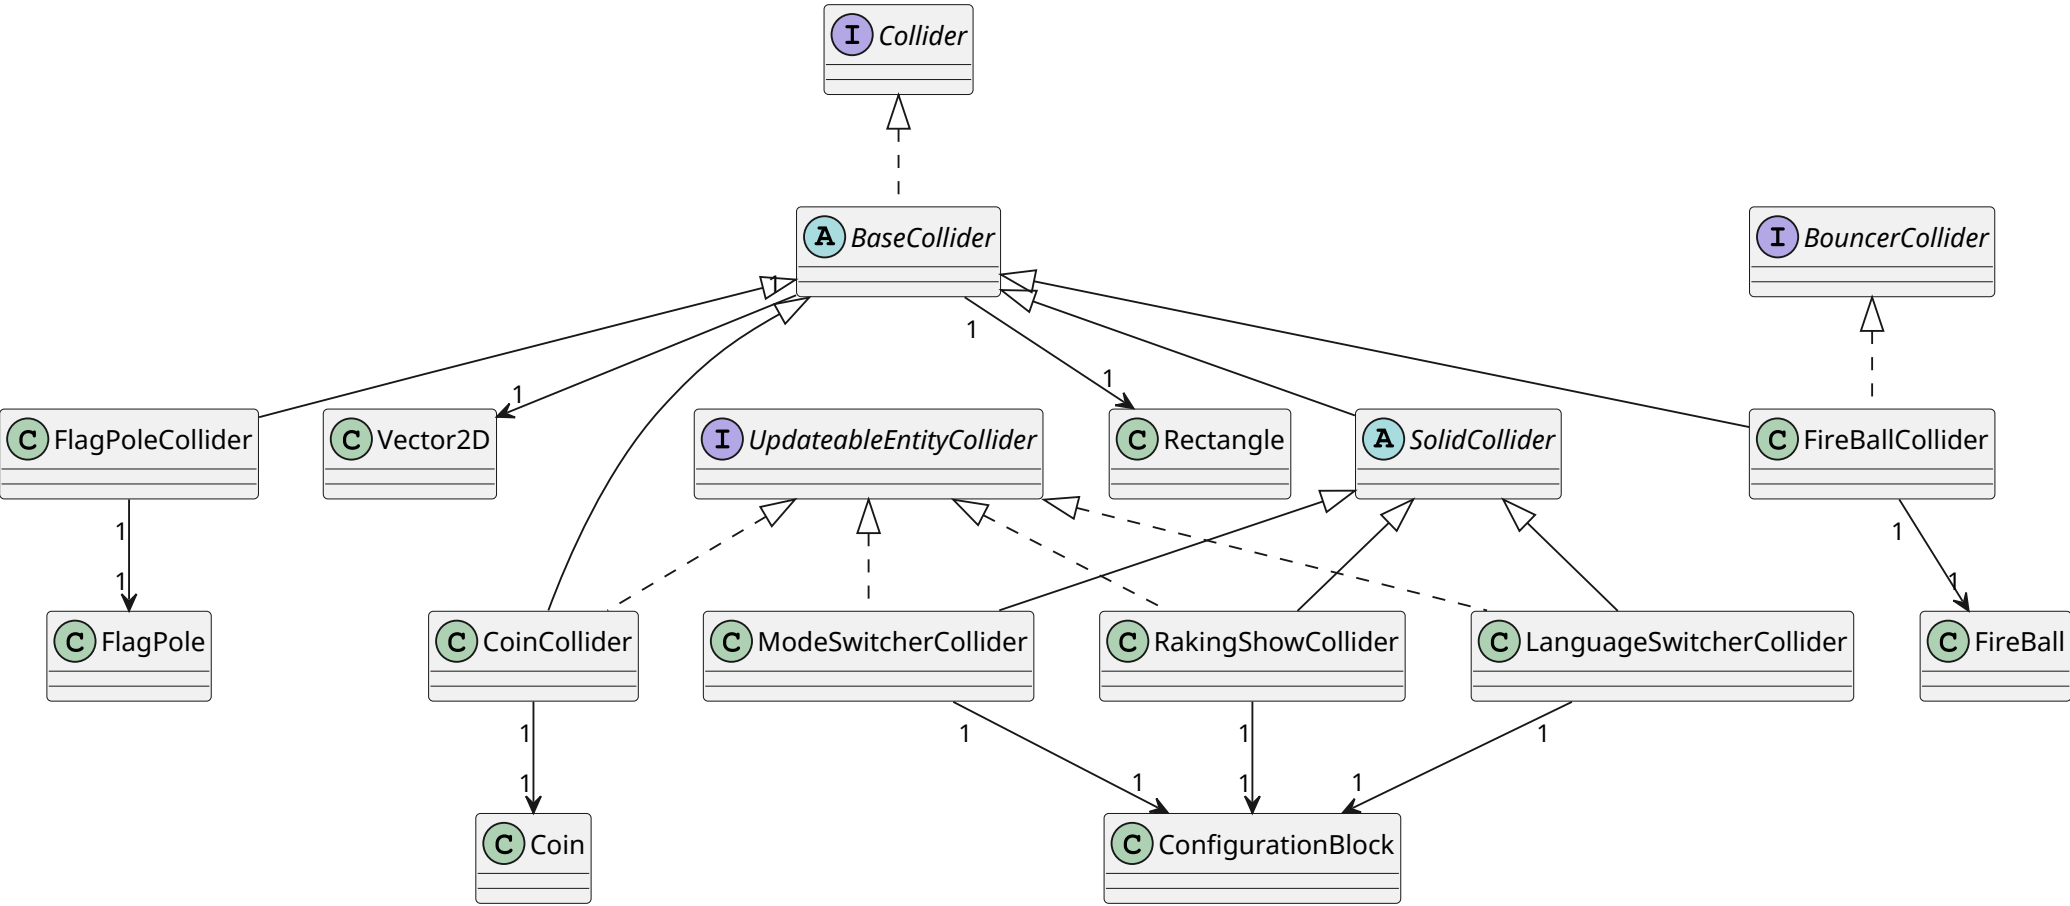 I Collider
A BaseCollider
I BouncerCollider
1
1
1
1
C FlagPoleCollider
C Vector2D
I UpdateableEntityCollider
C Rectangle
A SolidCollider
C FireBallCollider
1
1
1
1
C FlagPole
C CoinCollider
C ModeSwitcherCollider
C RakingShowCollider
C LanguageSwitcherCollider
C FireBall
1
1
1
1
1
1
1
1
C Coin
C ConfigurationBlock